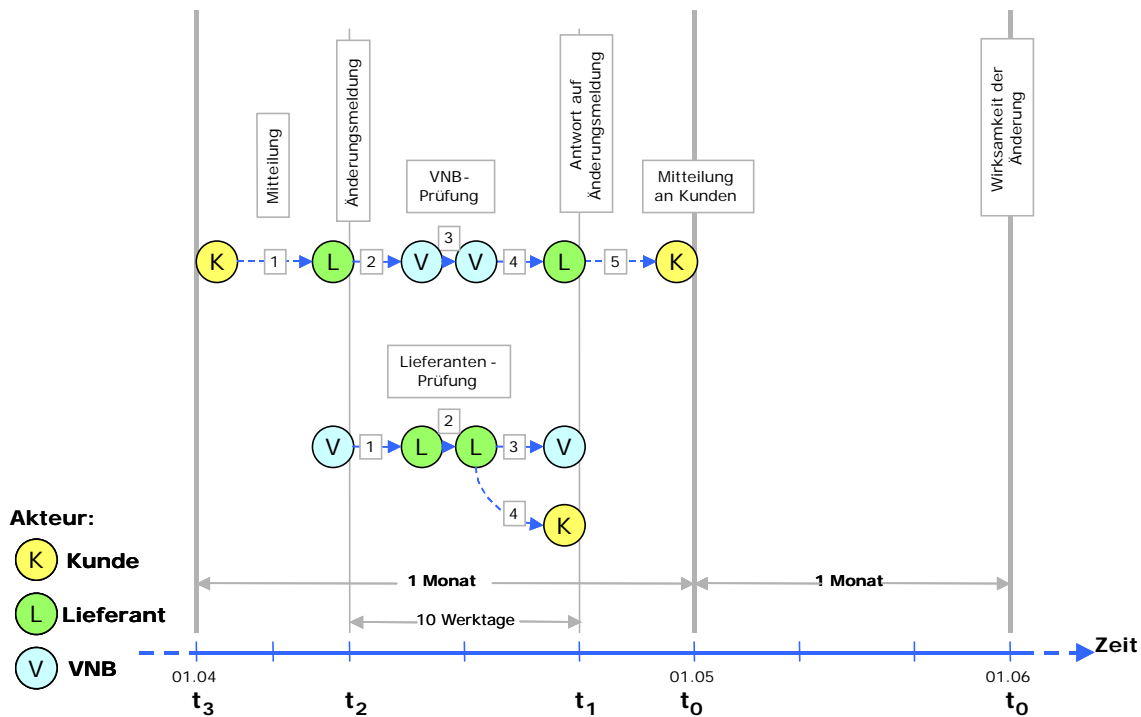 Mitteilung
Änderungsmeldung
VNB-
Prüfung
Antwort auf
Änderungsmeldung
Mitteilung
an Kunden
Wirksamkeit der
Änderung
K
1
L
2
V
3
V
4
L
5
K
Lieferanten -
Prüfung
V
1
L
2
L
3
V
4
K
Akteur:
K Kunde
L Lieferant
V VNB
1 Monat
1 Monat
10 Werktage
Zeit
01.04
01.05
01.06
t3
t2
t1
t0
t0